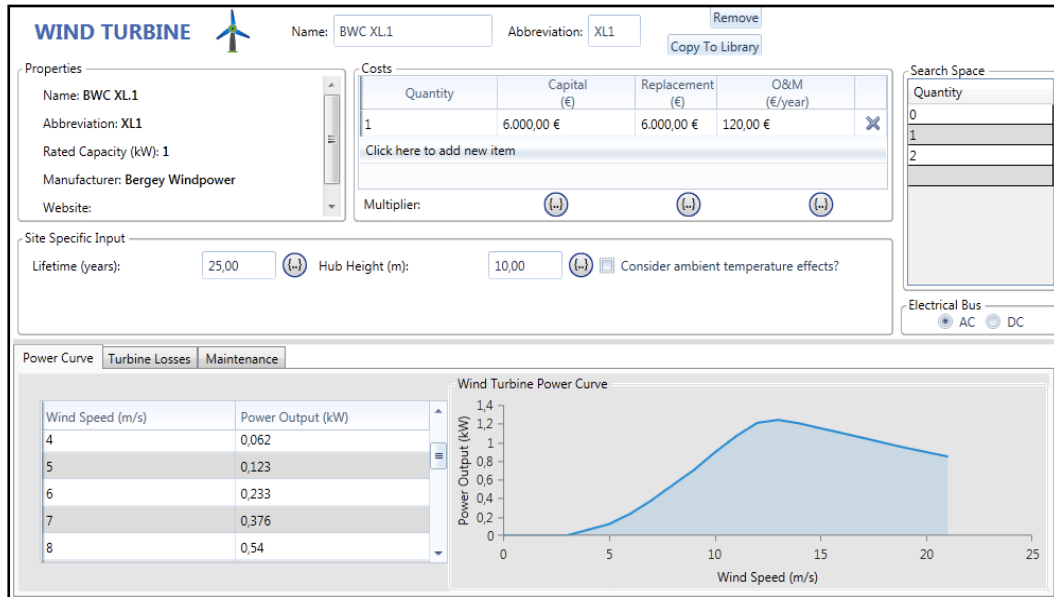 WIND TURBINE
Name: BWC XL.1
Abbreviation: XL1
Remove
Copy To Library
Properties
Name: BWC XL.1
Abbreviation: XL1
Rated Capacity (kW): 1
Manufacturer: Bergey Windpower
Website:
Costs
Quantity Capital (€) Replacement (€) O&M (€/year)
1 6.000,00 € 6.000,00 € 120,00 €
Click here to add new item
Multiplier: {..} {..} {..}
Search Space
Quantity
0
1
2
Site Specific Input
Lifetime (years): 25,00 {..} Hub Height (m): 10,00 {..} Consider ambient temperature effects?
Electrical Bus
AC DC
Power Curve Turbine Losses Maintenance
Wind Speed (m/s) Power Output (kW)
4 0,062
5 0,123
6 0,233
7 0,376
8 0,54
Wind Turbine Power Curve
Power Output (kW)
1,4
1,2
1
0,8
0,6
0,4
0,2
0
0 5 10 15 20 25
Wind Speed (m/s)